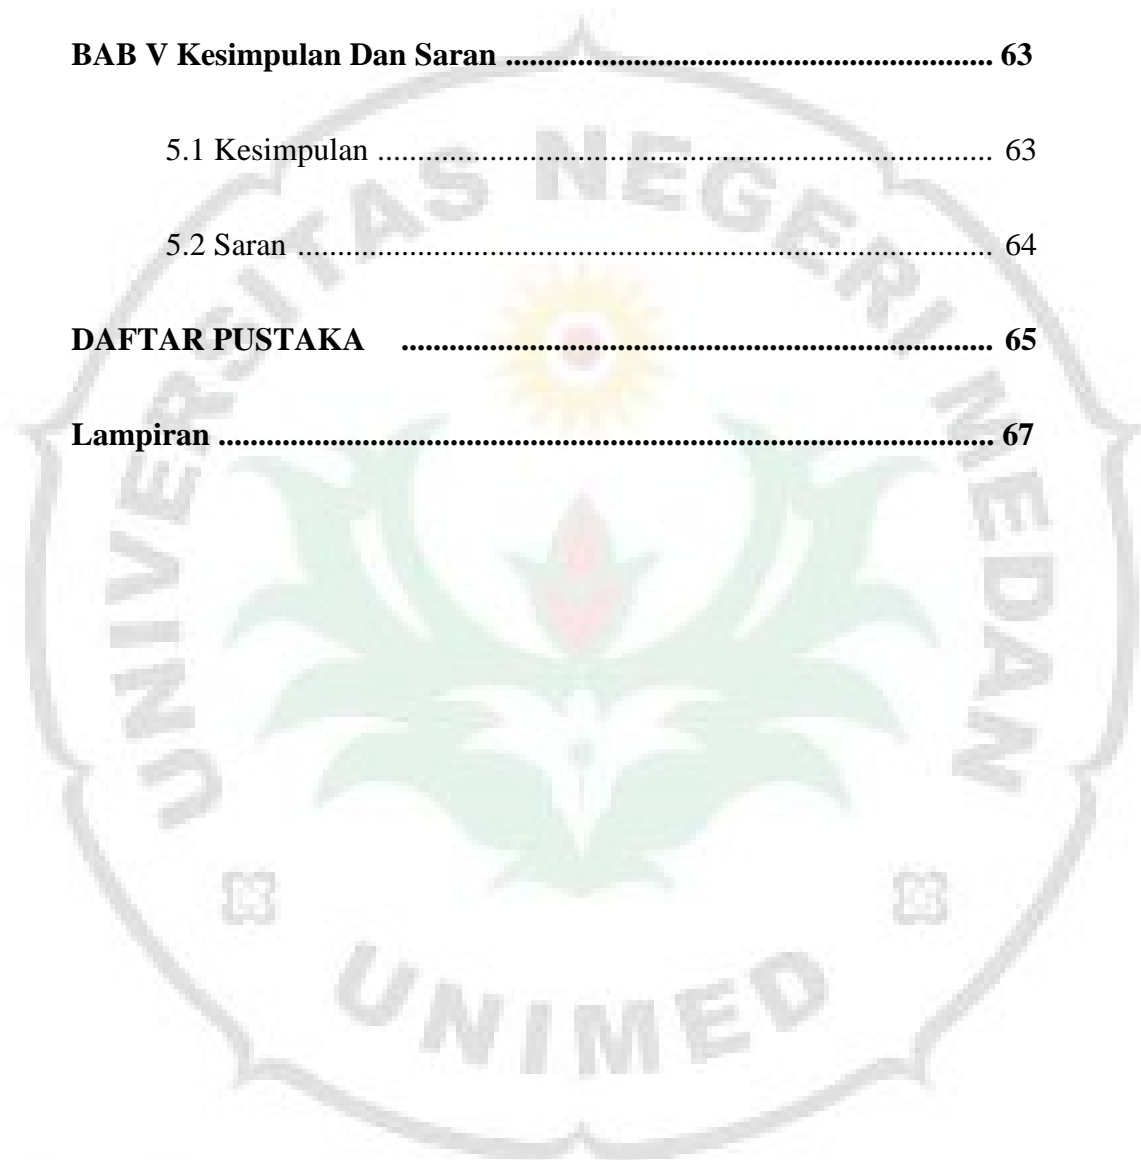 BAB V Kesimpulan Dan Saran ............................................................ 63
5.1 Kesimpulan ............................................................................. 63
5.2 Saran ....................................................................................... 64
DAFTAR PUSTAKA .......................................................................... 65
Lampiran ................................................................................................ 67
UNIVERSITAS NEGERI MEDAN
UNIMED